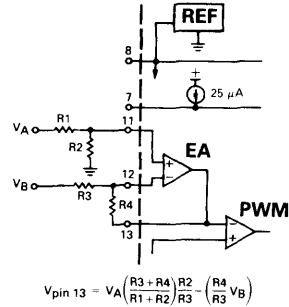 REF
8
+
7
25 μA
VA
R1
11
R2
EA
+
−
VB
R3
12
R4
13
PWM
−
+
Vpin 13 = VA((R3 + R4)/(R1 + R2)) R2/R3 − (R4/R3 VB)